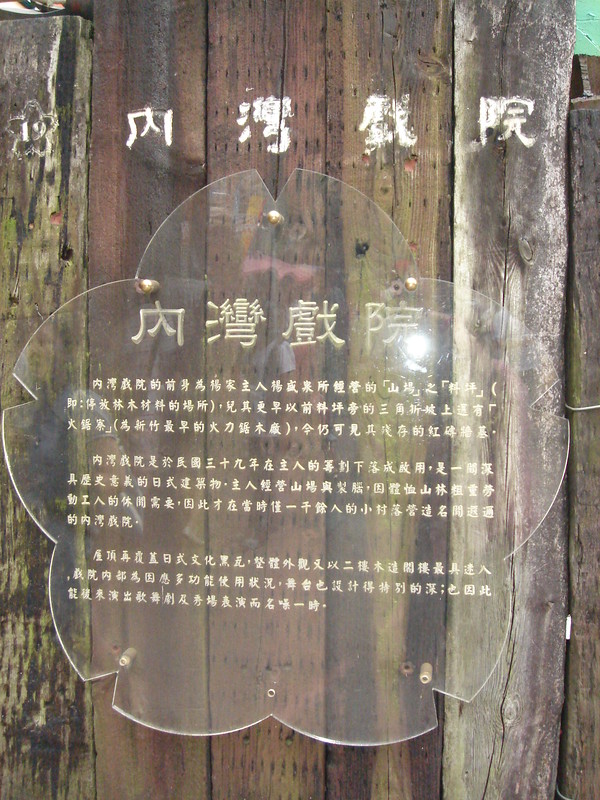 內灣戲院
內灣戲院
內灣戲院的前身為楊家主人楊盛泉所經營的「山場」之「料坪」(
即:停放林木材料的場所),兒其更早以前料坪旁的三角折坡上還有「
火鋸寮」(為新竹最早的火力鋸木廠),今仍可見其殘存的紅磚牆基.
內灣戲院是於民國三十九年在主人的籌劃下落成啟用,是一間深
具歷史意義的日式建築物.主人經營山場與製腦,因體恤山林粗重勞
動工人的休閒需要,因此才在當時僅一千餘人的小村落營造名聞遐邇
的內灣戲院.
屋頂再覆蓋日式文化黑瓦,整體外觀又以二樓木造閣樓最具迷人
,戲院內部為因應多功能使用狀況,舞台也設計得特別的深;也因此
能後來演出歌舞劇及秀場表演而名噪一時.